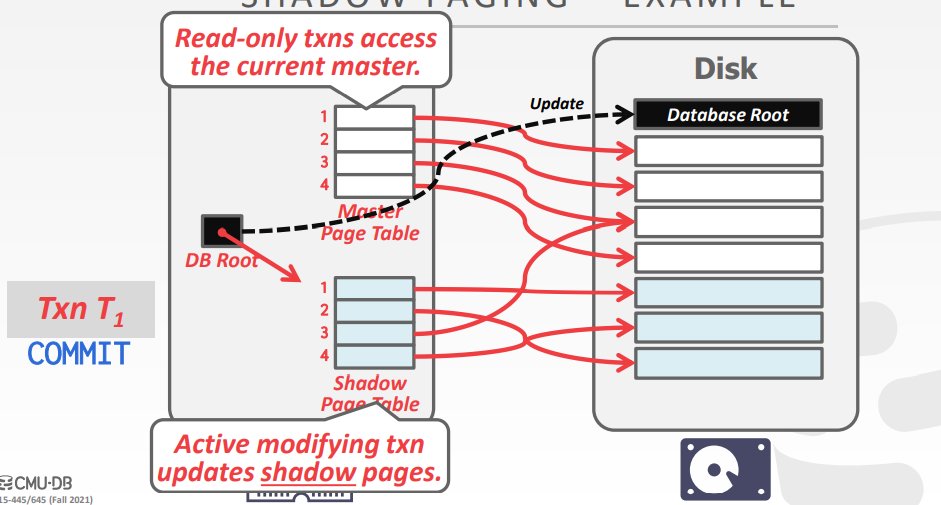 SHADOW PAGING – EXAMPLE
Read-only txns access
the current master.
Disk
Update
Database Root
1
2
3
4
Master
Page Table
DB Root
1
2
3
4
Txn T1
COMMIT
Shadow
Page Table
Active modifying txn
updates shadow pages.
CMU·DB
15-445/645 (Fall 2021)